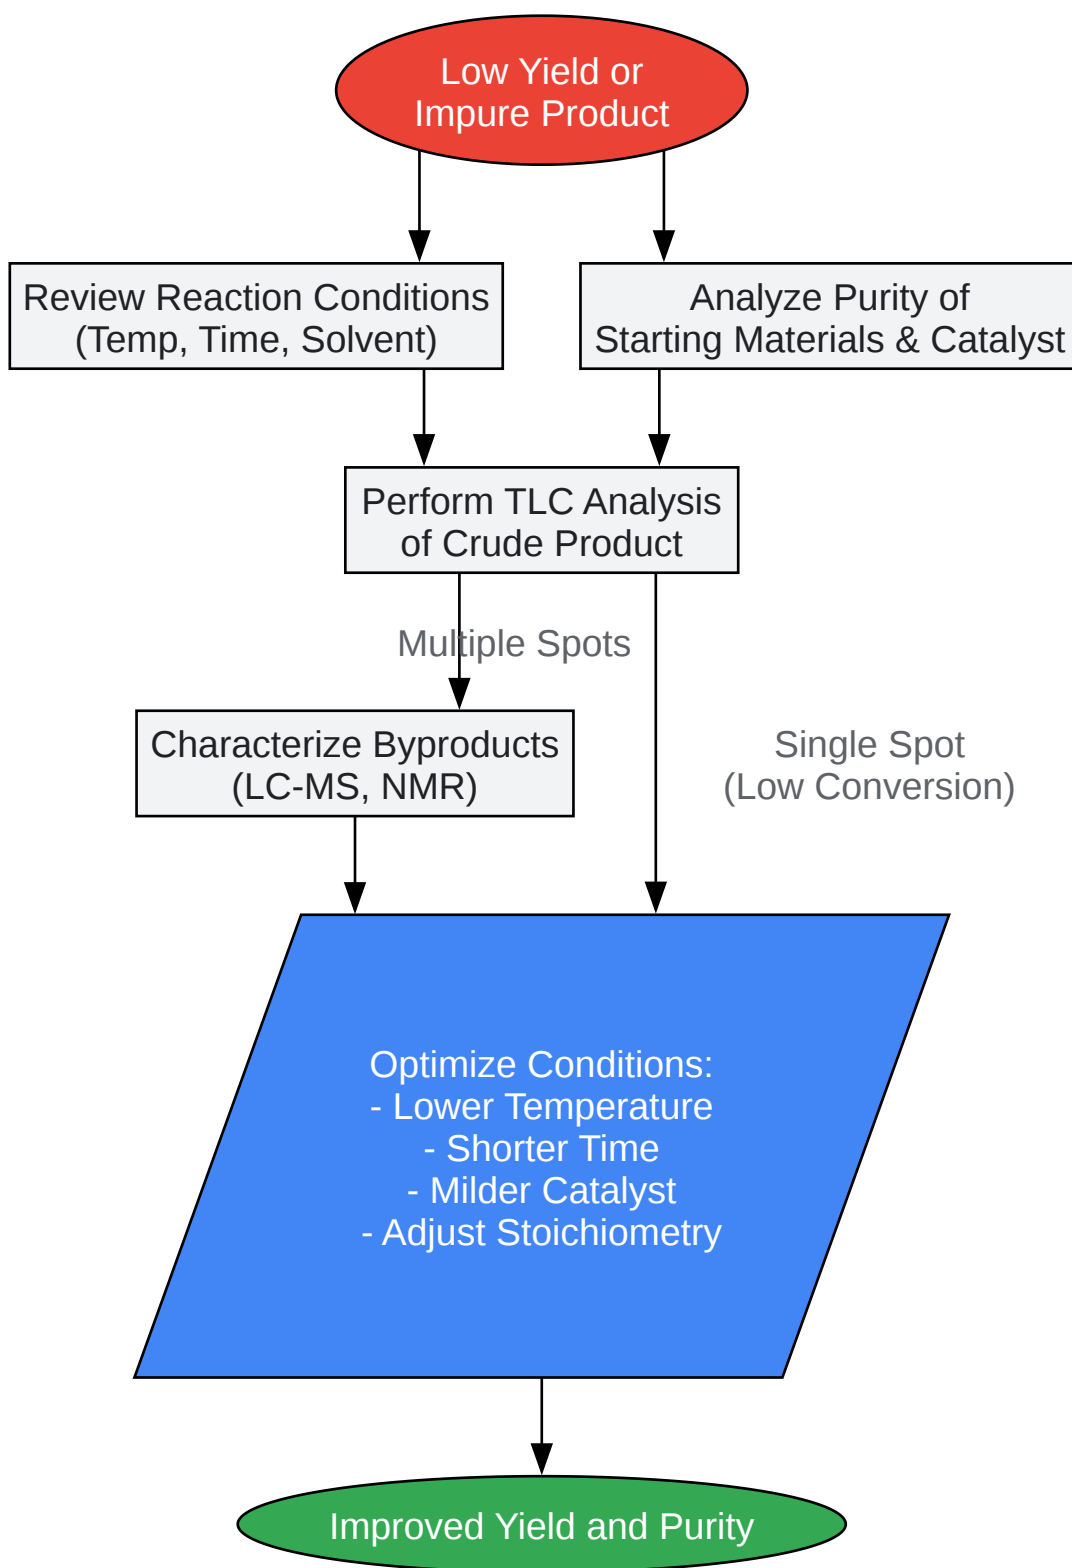 Low Yield or
Impure Product
Review Reaction Conditions
(Temp, Time, Solvent)
Analyze Purity of
Starting Materials & Catalyst
Perform TLC Analysis
of Crude Product
Multiple Spots
Characterize Byproducts
(LC-MS, NMR)
Single Spot
(Low Conversion)
Optimize Conditions:
- Lower Temperature
- Shorter Time
- Milder Catalyst
- Adjust Stoichiometry
Improved Yield and Purity